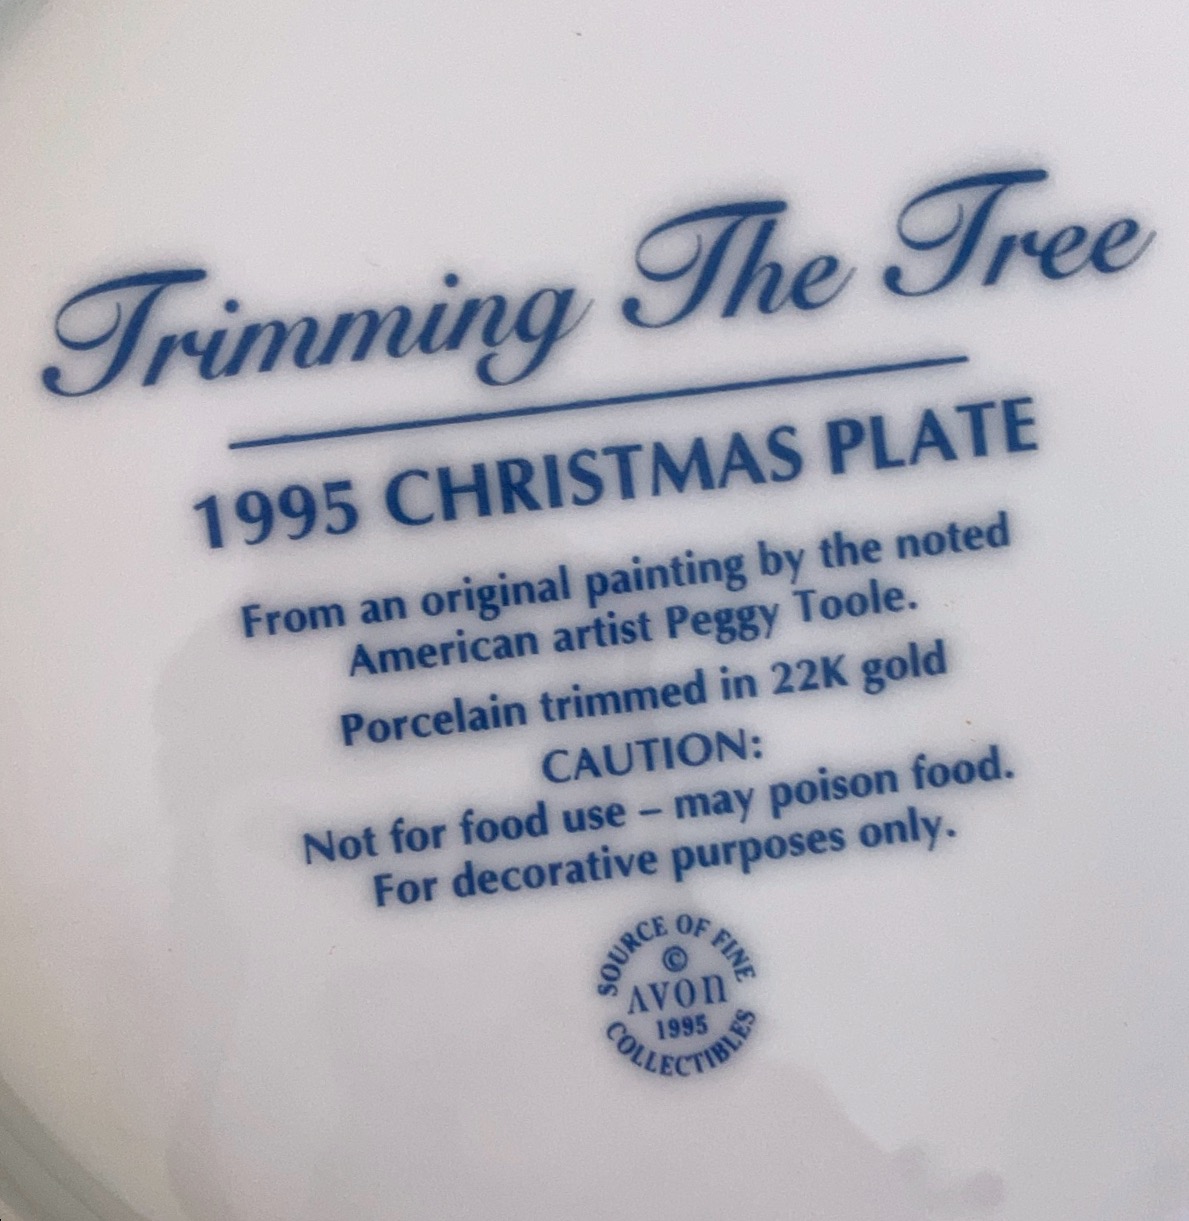 Trimming The Tree
1995 CHRISTMAS PLATE
From an original painting by the noted
American artist Peggy Toole.
Porcelain trimmed in 22K gold
CAUTION:
Not for food use – may poison food.
For decorative purposes only.
SOURCE OF FINE
©
AVON
1995
COLLECTIBLES